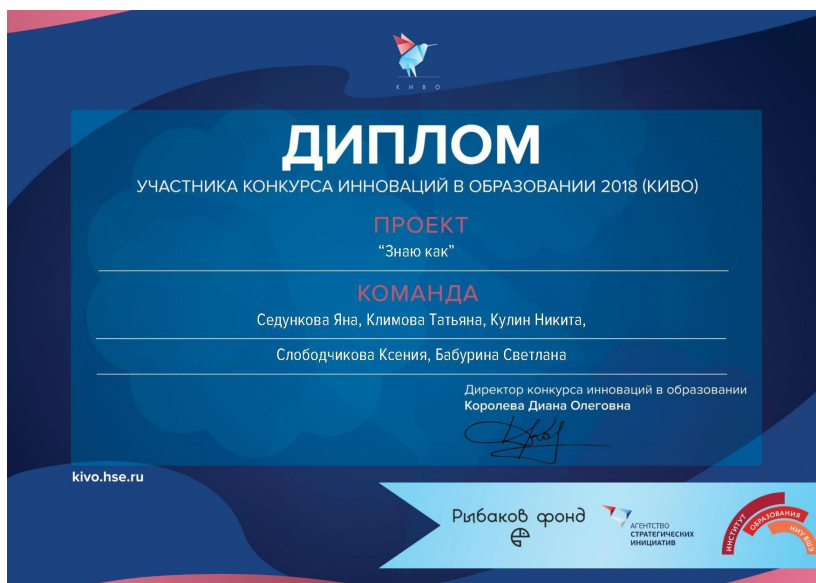 КИВО
ДИПЛОМ
УЧАСТНИКА КОНКУРСА ИННОВАЦИЙ В ОБРАЗОВАНИИ 2018 (КИВО)
ПРОЕКТ
“Знаю как”
КОМАНДА
Седункова Яна, Климова Татьяна, Кулин Никита,
Слободчикова Ксения, Бабурина Светлана
Директор конкурса инноваций в образовании
Королева Диана Олеговна
kivo.hse.ru
Рыбаков фонд
АГЕНТСТВО
СТРАТЕГИЧЕСКИХ
ИНИЦИАТИВ
ИНСТИТУТ
ОБРАЗОВАНИЯ
НИУ ВШЭ